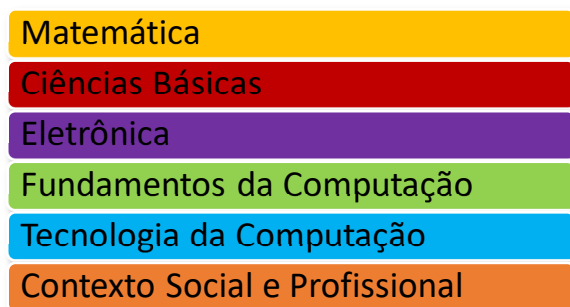 Matemática
Ciências Básicas
Eletrônica
Fundamentos da Computação
Tecnologia da Computação
Contexto Social e Profissional